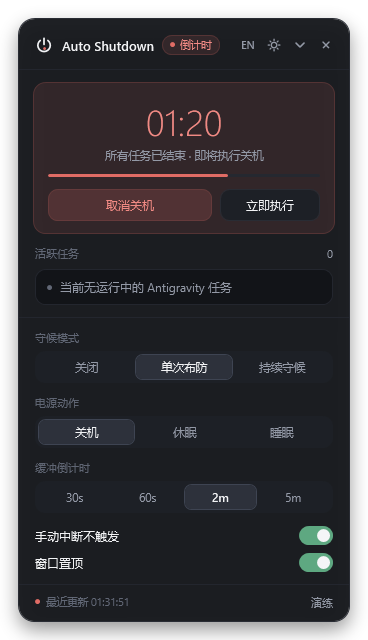 Auto Shutdown 倒计时 EN
01:20
所有任务已结束 · 即将执行关机
取消关机 立即执行
活跃任务 0
当前无运行中的 Antigravity 任务
守候模式
关闭 单次布防 持续守候
电源动作
关机 休眠 睡眠
缓冲倒计时
30s 60s 2m 5m
手动中断不触发
窗口置顶
最近更新 01:31:51 演练